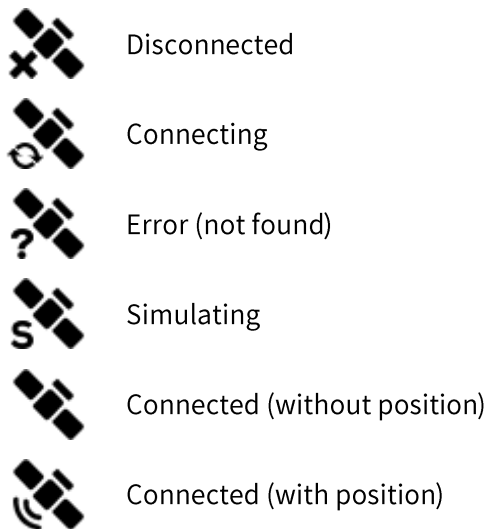 Disconnected
Connecting
? Error (not found)
S Simulating
Connected (without position)
Connected (with position)